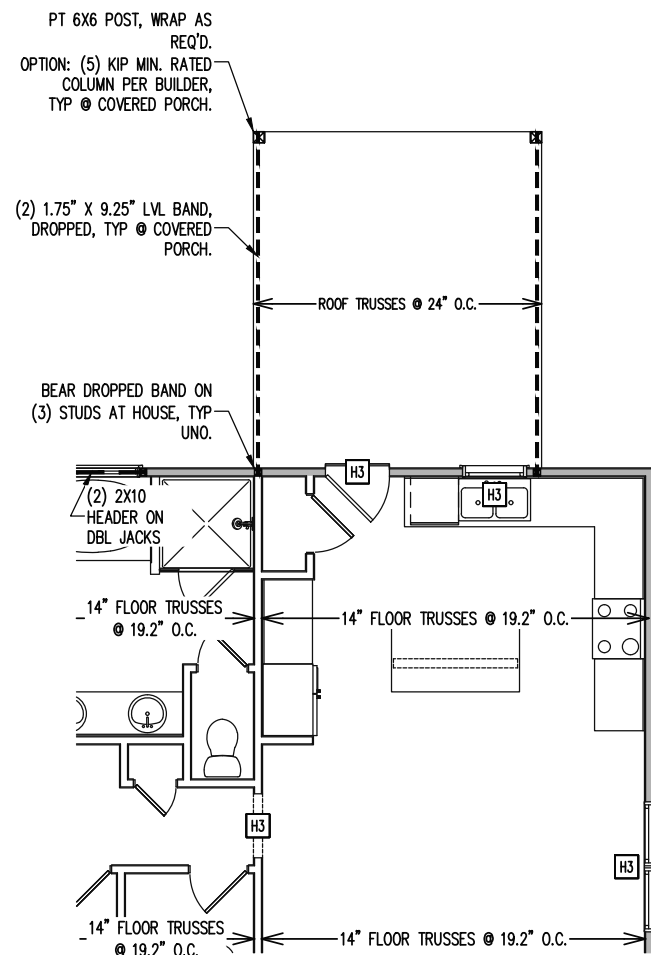 PT 6X6 POST, WRAP AS
REQ'D.
OPTION: (5) KIP MIN. RATED
COLUMN PER BUILDER,
TYP @ COVERED PORCH.
(2) 1.75" X 9.25" LVL BAND,
DROPPED, TYP @ COVERED
PORCH.
ROOF TRUSSES @ 24" O.C.
BEAR DROPPED BAND ON
(3) STUDS AT HOUSE, TYP
UNO.
H3
H3
(2) 2X10
HEADER ON
DBL JACKS
14" FLOOR TRUSSES
@ 19.2" O.C.
14" FLOOR TRUSSES @ 19.2" O.C.
H3
H3
14" FLOOR TRUSSES
@ 19.2" O.C.
14" FLOOR TRUSSES @ 19.2" O.C.